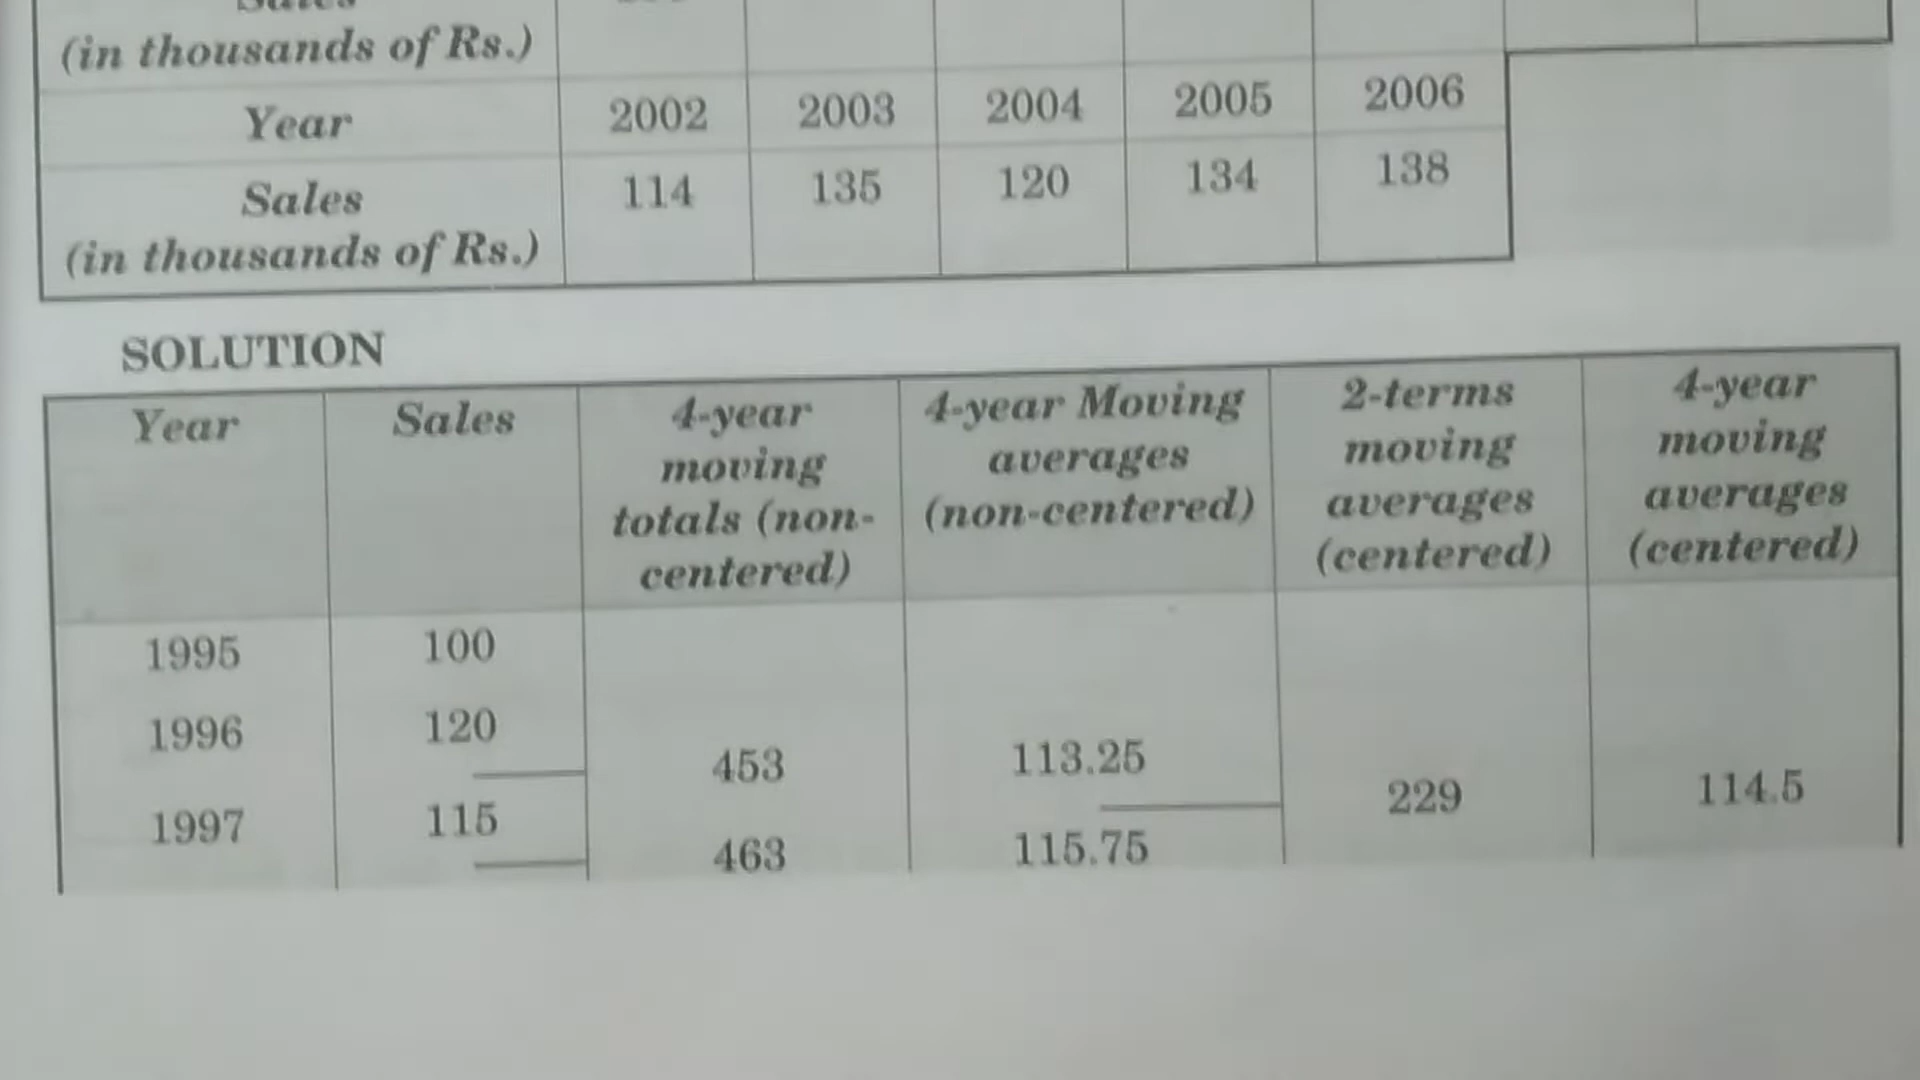 (in thousands of Rs.)
Year 2002 2003 2004 2005 2006
Sales 114 135 120 134 138
(in thousands of Rs.)
SOLUTION
Year Sales 4-year 4-year Moving 2-terms 4-year
moving averages moving moving
totals (non- (non-centered) averages averages
centered) (centered) (centered)
1995 100
1996 120
453 113.25
229 114.5
1997 115
463 115.75